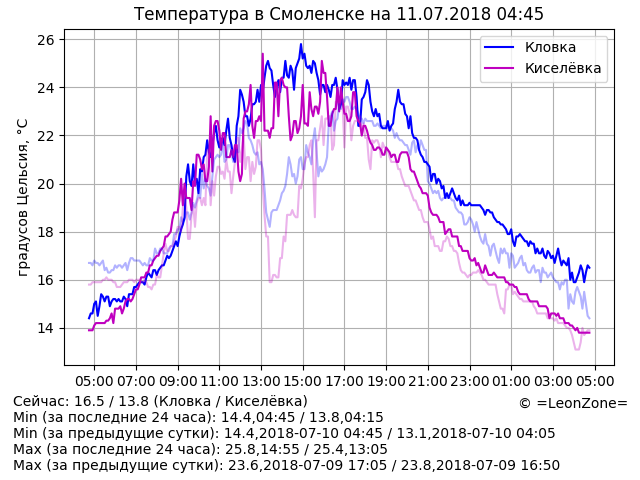 Температура в Смоленске на 11.07.2018 04:45
Кловка
Киселёвка
градусов Цельсия, °C
26
24
22
20
18
16
14
05:00 07:00 09:00 11:00 13:00 15:00 17:00 19:00 21:00 23:00 01:00 03:00 05:00
Сейчас: 16.5 / 13.8 (Кловка / Киселёвка)
© =LeonZone=
Min (за последние 24 часа): 14.4,04:45 / 13.8,04:15
Min (за предыдущие сутки): 14.4,2018-07-10 04:45 / 13.1,2018-07-10 04:05
Max (за последние 24 часа): 25.8,14:55 / 25.4,13:05
Max (за предыдущие сутки): 23.6,2018-07-09 17:05 / 23.8,2018-07-09 16:50